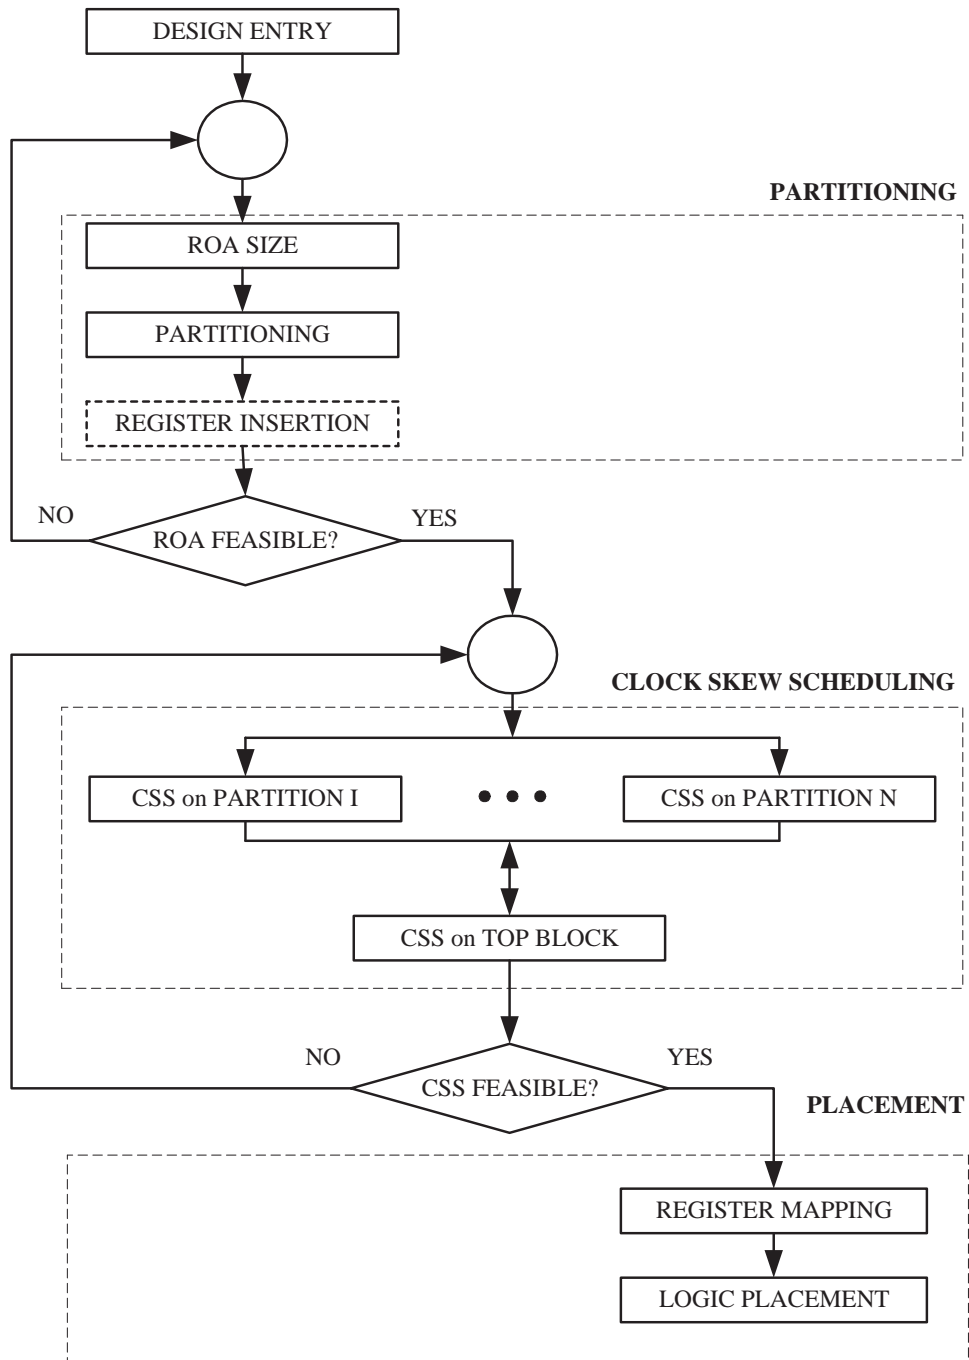 DESIGN ENTRY
PARTITIONING
ROA SIZE
PARTITIONING
REGISTER INSERTION
NO
YES
ROA FEASIBLE?
CLOCK SKEW SCHEDULING
CSS on PARTITION I
CSS on PARTITION N
CSS on TOP BLOCK
NO
YES
CSS FEASIBLE?
PLACEMENT
REGISTER MAPPING
LOGIC PLACEMENT